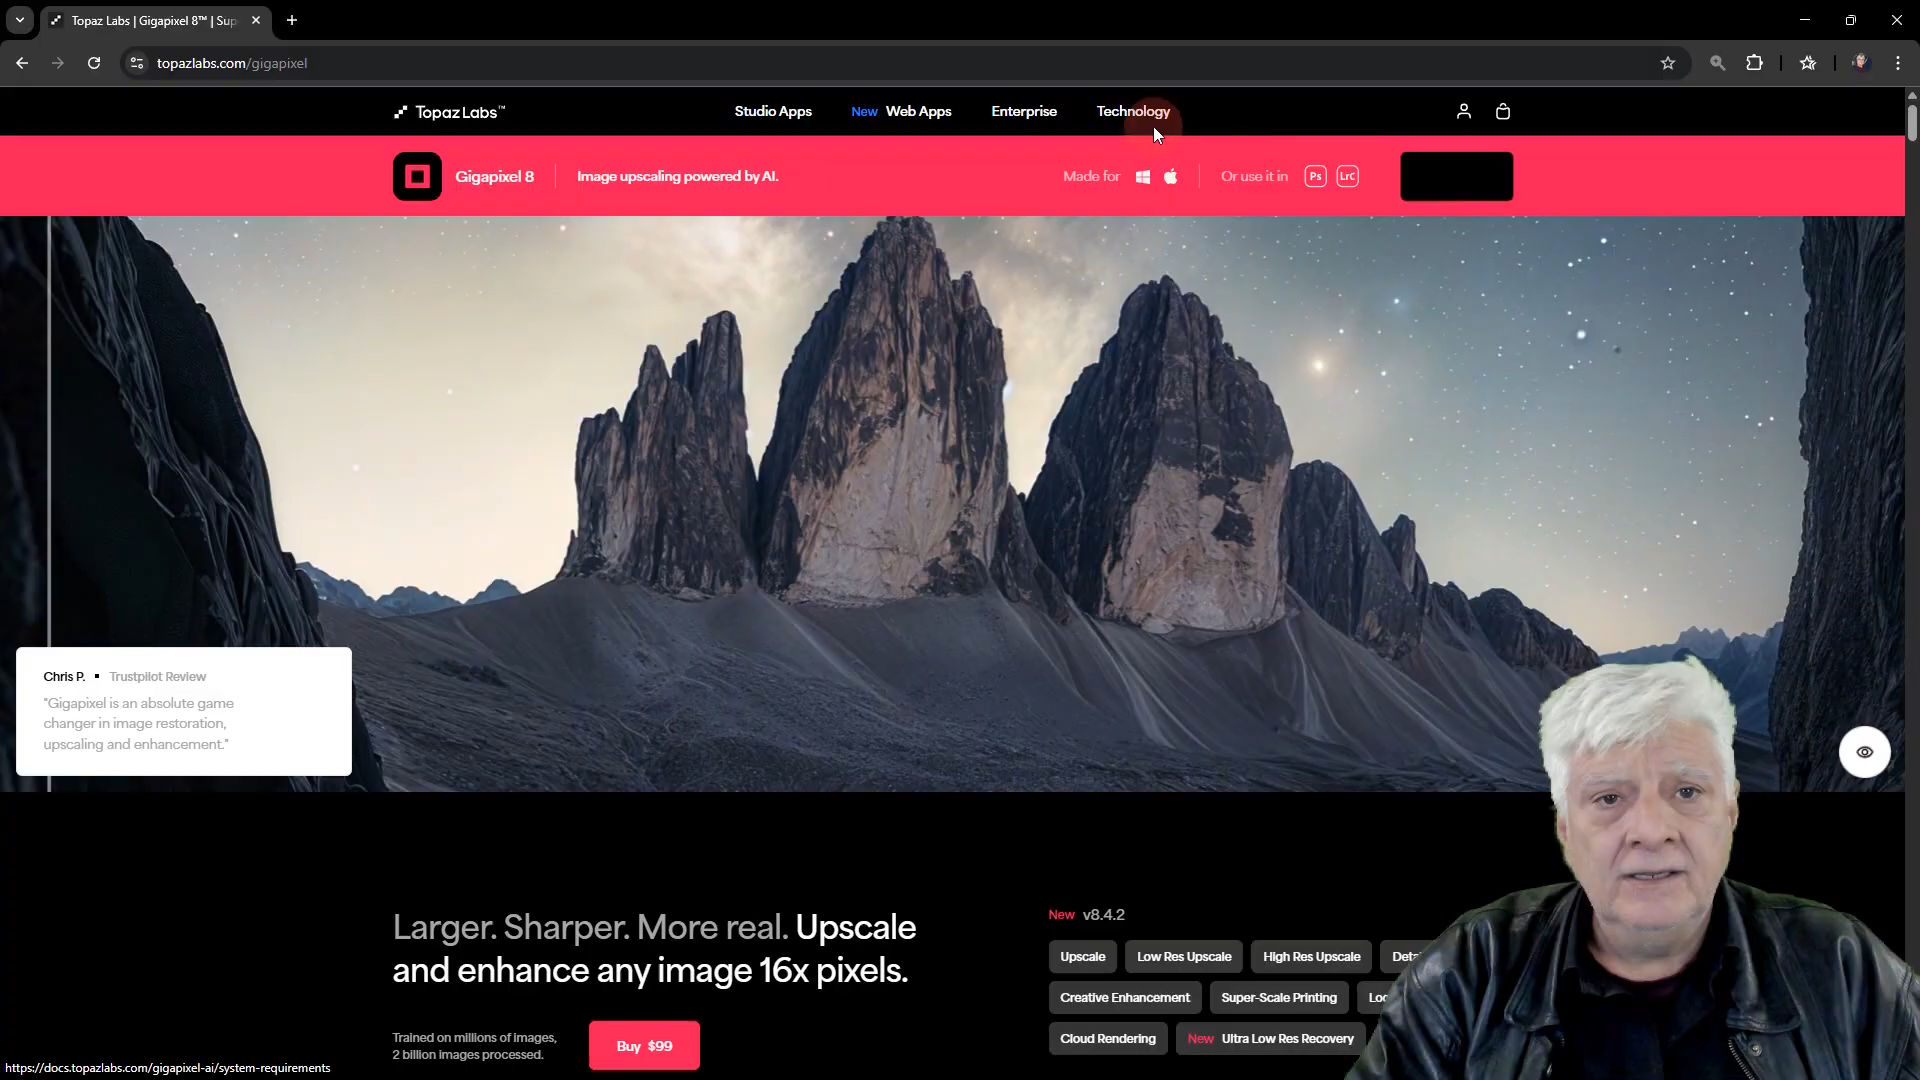 Topaz Labs | Gigapixel 8™ | Sup
topazlabs.com/gigapixel
Topaz Labs™
Studio Apps
New Web Apps
Enterprise
Technology
Gigapixel 8
Image upscaling powered by AI.
Made for
Or use it in
Ps
LrC
Chris P. ▪ Trustpilot Review
"Gigapixel is an absolute game
changer in image restoration,
upscaling and enhancement."
Larger. Sharper. More real. Upscale
and enhance any image 16x pixels.
Trained on millions of images,
2 billion images processed.
Buy $99
New v8.4.2
Upscale
Low Res Upscale
High Res Upscale
Creative Enhancement
Super-Scale Printing
Cloud Rendering
New Ultra Low Res Recovery
https://docs.topazlabs.com/gigapixel-ai/system-requirements